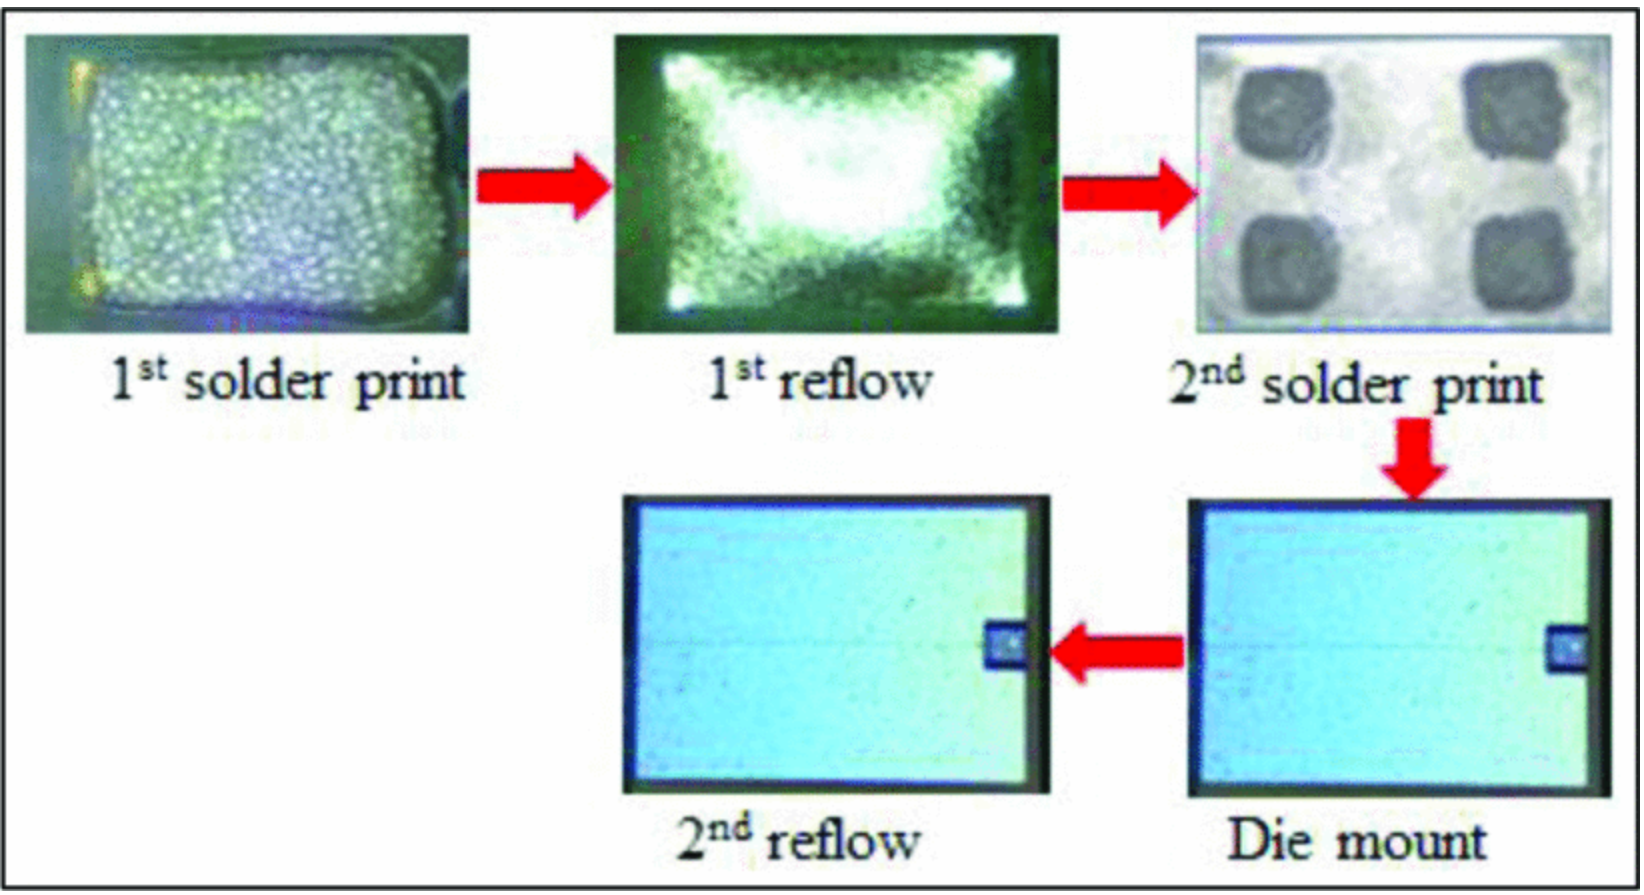 1st solder print
1st reflow
2nd solder print
2nd reflow
Die mount